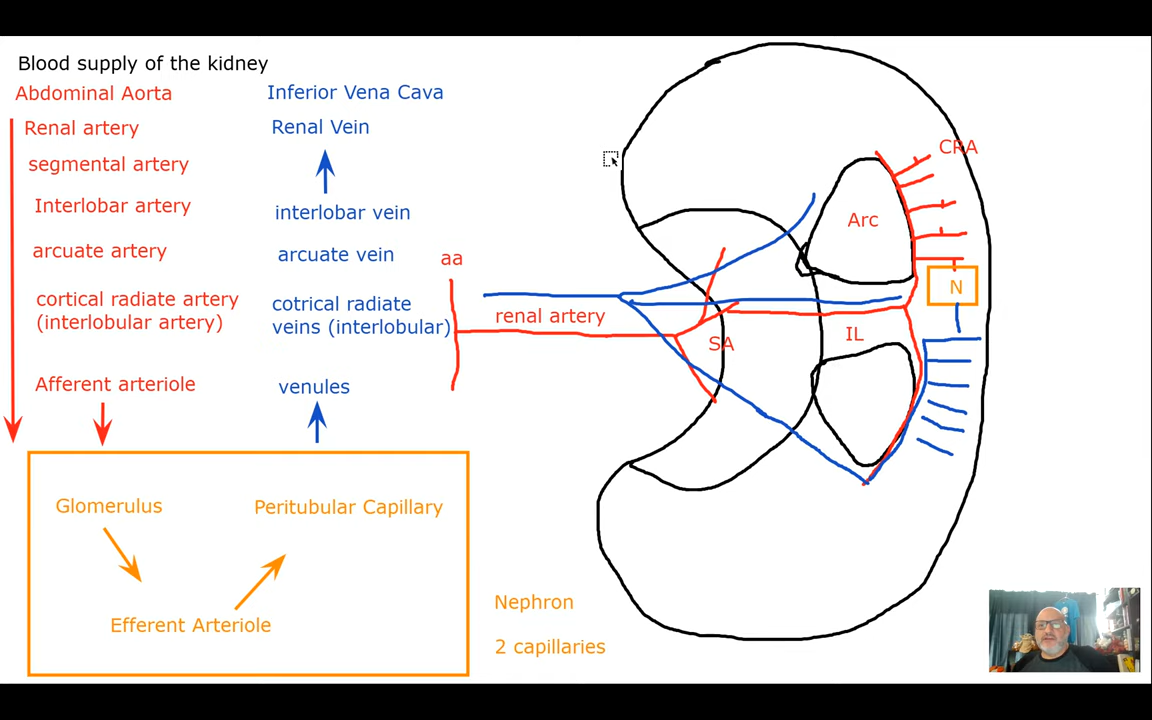 Blood supply of the kidney
Abdominal Aorta
Inferior Vena Cava
Renal artery
Renal Vein
segmental artery
Interlobar artery
interlobar vein
arcuate artery
arcuate vein
cortical radiate artery
(interlobular artery)
cotrical radiate
veins (interlobular)
Afferent arteriole
venules
Glomerulus
Peritubular Capillary
Efferent Arteriole
Nephron
2 capillaries
aa
renal artery
SA
IL
Arc
CRA
N